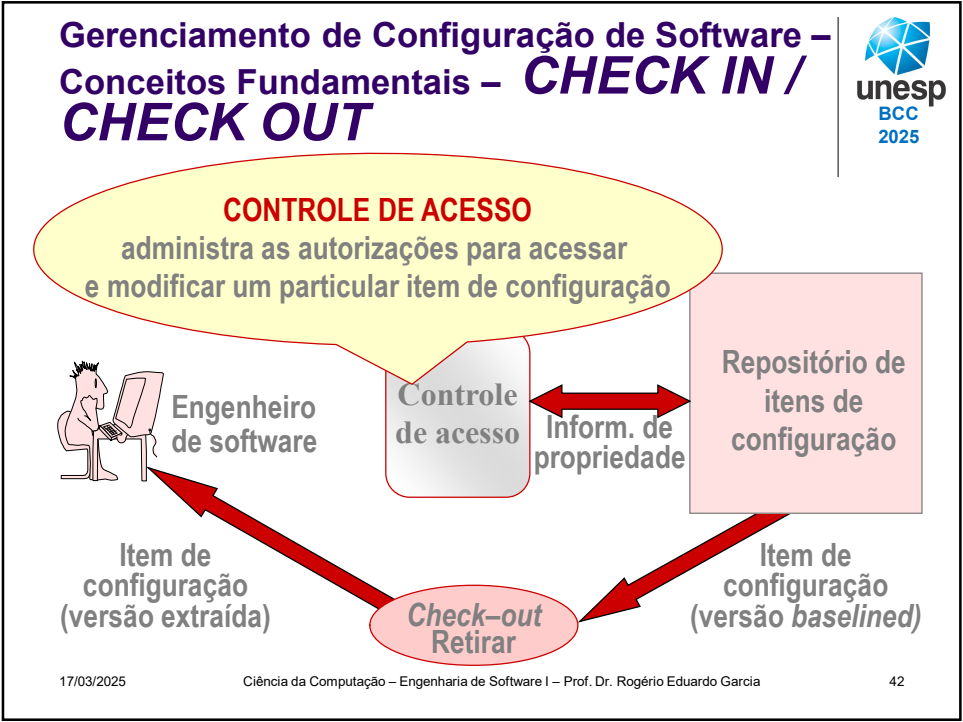 Gerenciamento de Configuração de Software –
Conceitos Fundamentais – CHECK IN /
CHECK OUT
unesp
BCC
2025
CONTROLE DE ACESSO
administra as autorizações para acessar
e modificar um particular item de configuração
Engenheiro
de software
Controle
de acesso
Inform. de
propriedade
Repositório de
itens de
configuração
Item de
configuração
(versão extraída)
Check–out
Retirar
Item de
configuração
(versão baselined)
17/03/2025
Ciência da Computação – Engenharia de Software I – Prof. Dr. Rogério Eduardo Garcia
42